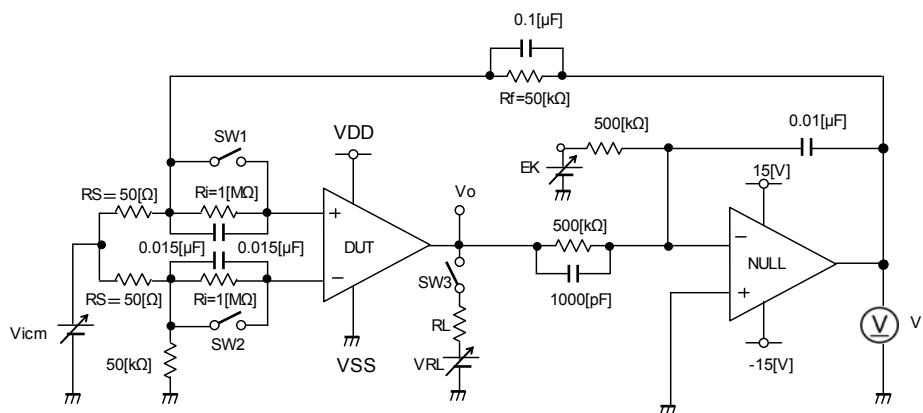 0.1[µF]
Rf=50[kΩ]
SW1
VDD
500[kΩ]
0.01[µF]
EK
15[V]
RS=50[Ω]
Ri=1[MΩ]
Vo
0.015[µF]
0.015[µF]
+
DUT
−
500[kΩ]
−
NULL
+
RS=50[Ω]
Ri=1[MΩ]
SW3
1000[pF]
Vicm
SW2
RL
V
V
50[kΩ]
VSS
VRL
-15[V]